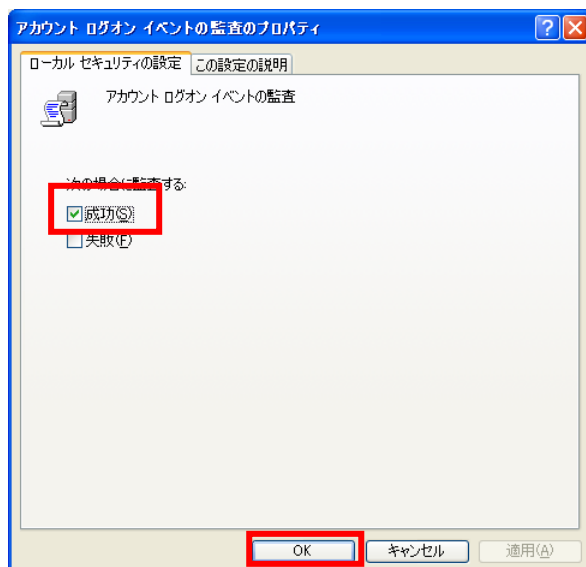 アカウント ログオン イベントの監査のプロパティ
ローカル セキュリティの設定 この設定の説明
アカウント ログオン イベントの監査
次の場合に監査する:
成功(S)
失敗(F)
OK キャンセル 適用(A)